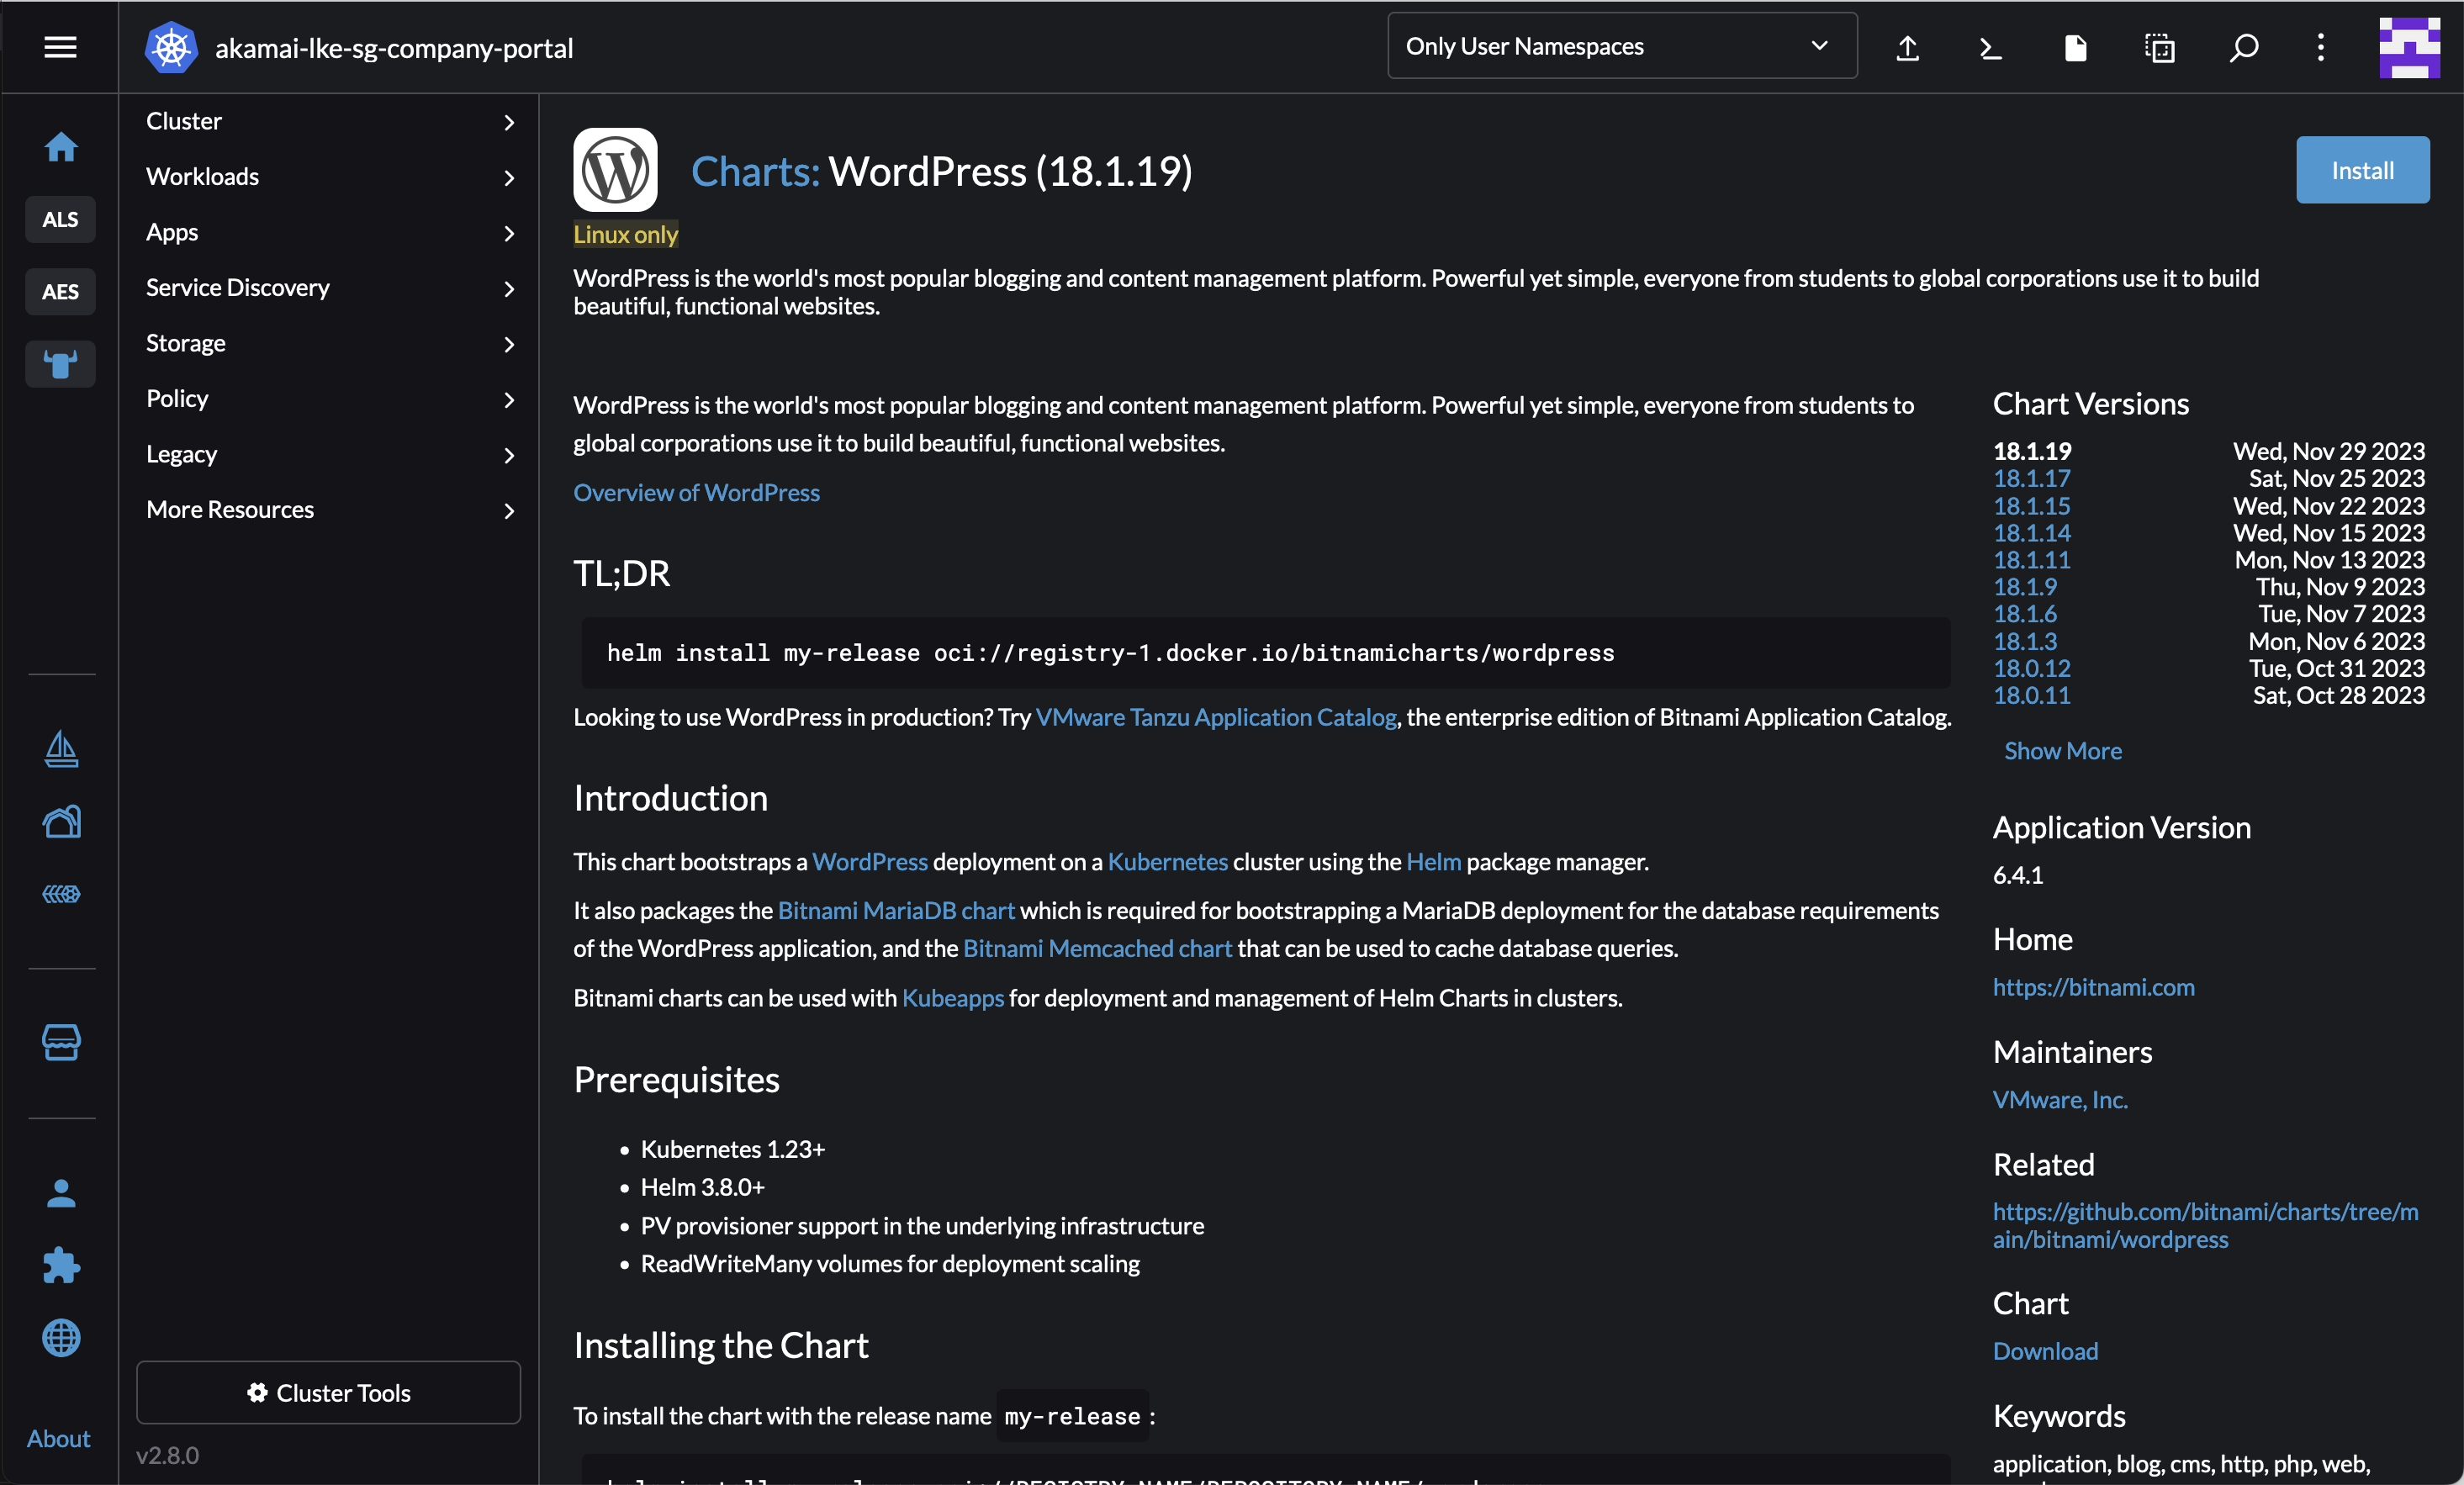 akamai-lke-sg-company-portal
Only User Namespaces
ALS
AES
About
Cluster
Workloads
Apps
Service Discovery
Storage
Policy
Legacy
More Resources
Cluster Tools
v2.8.0
Charts: WordPress (18.1.19)
Install
Linux only
WordPress is the world's most popular blogging and content management platform. Powerful yet simple, everyone from students to global corporations use it to build
beautiful, functional websites.
WordPress is the world's most popular blogging and content management platform. Powerful yet simple, everyone from students to
global corporations use it to build beautiful, functional websites.
Overview of WordPress
TL;DR
helm install my-release oci://registry-1.docker.io/bitnamicharts/wordpress
Looking to use WordPress in production? Try VMware Tanzu Application Catalog, the enterprise edition of Bitnami Application Catalog.
Introduction
This chart bootstraps a WordPress deployment on a Kubernetes cluster using the Helm package manager.
It also packages the Bitnami MariaDB chart which is required for bootstrapping a MariaDB deployment for the database requirements
of the WordPress application, and the Bitnami Memcached chart that can be used to cache database queries.
Bitnami charts can be used with Kubeapps for deployment and management of Helm Charts in clusters.
Prerequisites
• Kubernetes 1.23+
• Helm 3.8.0+
• PV provisioner support in the underlying infrastructure
• ReadWriteMany volumes for deployment scaling
Installing the Chart
To install the chart with the release name my-release :
Chart Versions
18.1.19 Wed, Nov 29 2023
18.1.17 Sat, Nov 25 2023
18.1.15 Wed, Nov 22 2023
18.1.14 Wed, Nov 15 2023
18.1.11 Mon, Nov 13 2023
18.1.9 Thu, Nov 9 2023
18.1.6 Tue, Nov 7 2023
18.1.3 Mon, Nov 6 2023
18.0.12 Tue, Oct 31 2023
18.0.11 Sat, Oct 28 2023
Show More
Application Version
6.4.1
Home
https://bitnami.com
Maintainers
VMware, Inc.
Related
https://github.com/bitnami/charts/tree/m
ain/bitnami/wordpress
Chart
Download
Keywords
application, blog, cms, http, php, web,